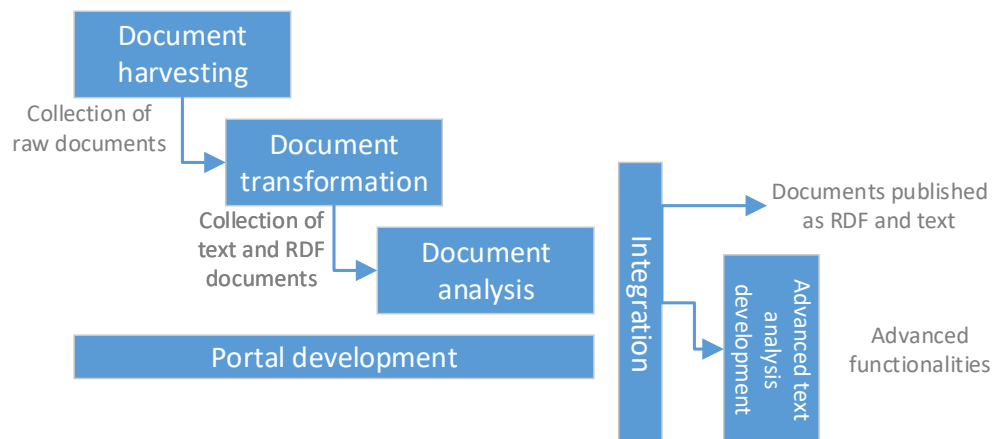 Document
harvesting
Collection of
raw documents
Document
transformation
Collection of
text and RDF
documents
Document
analysis
Portal development
Integration
Documents published
as RDF and text
Advanced text
analysis
development
Advanced
functionalities